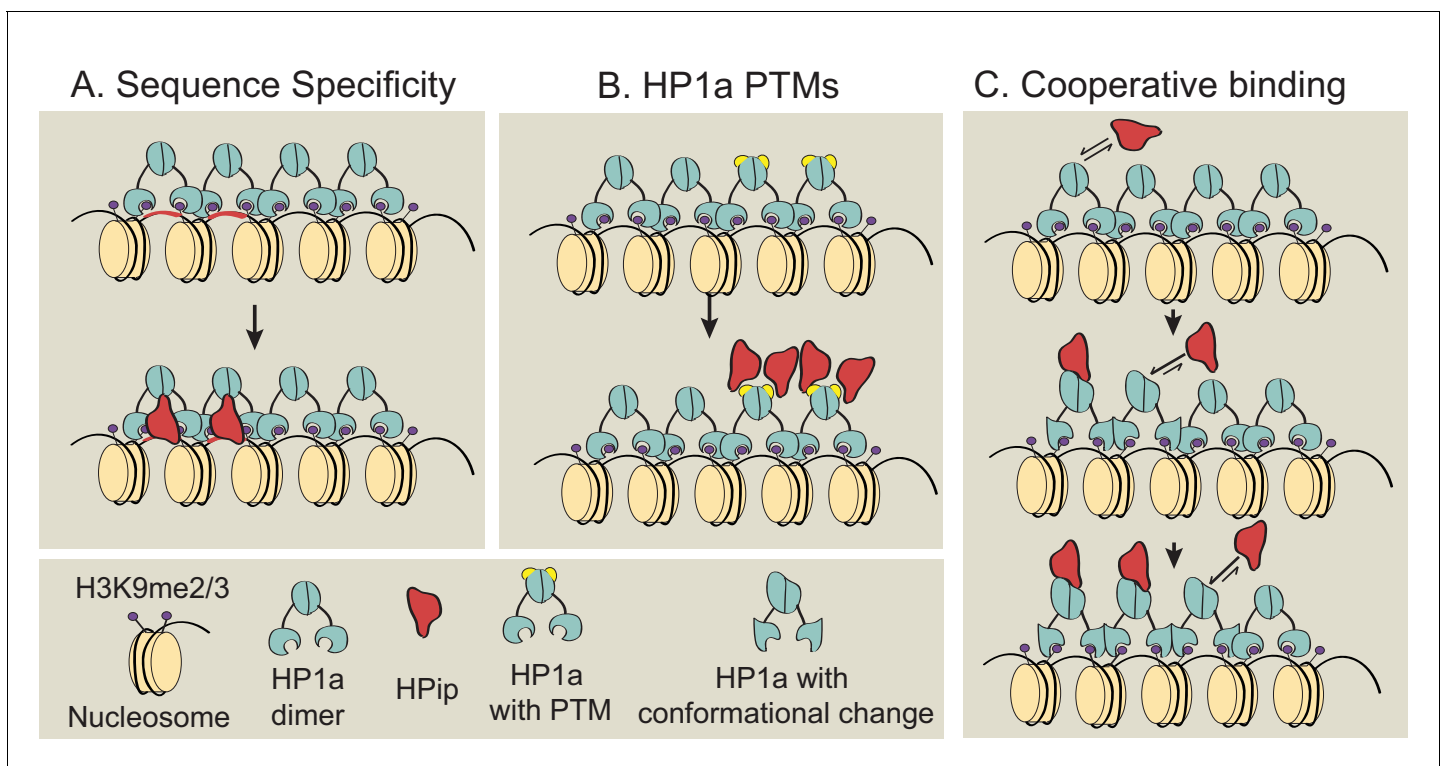 A. Sequence Specificity
B. HP1a PTMs
C. Cooperative binding
H3K9me2/3
Nucleosome
HP1a
dimer
HPip
HP1a
with PTM
HP1a with
conformational change